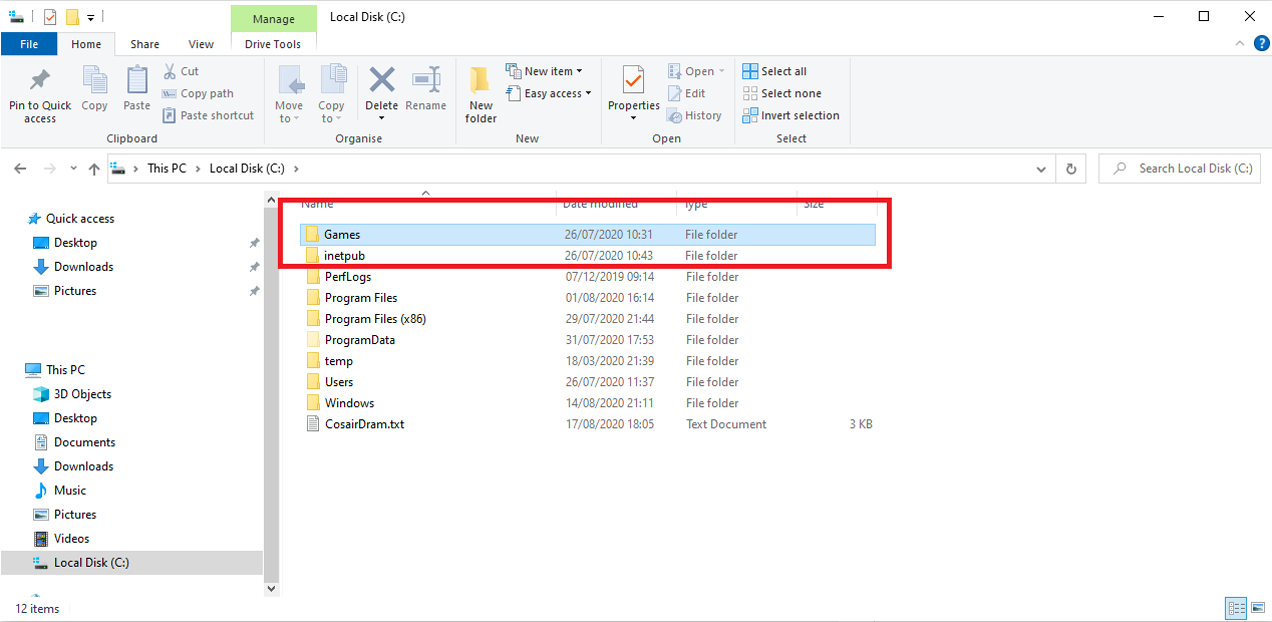 Manage
Local Disk (C:)
File
Home
Share
View
Drive Tools
Pin to Quick access
Copy
Paste
Cut
Copy path
Paste shortcut
Clipboard
Move to
Copy to
Delete
Rename
Organise
New folder
New item
Easy access
New
Properties
Open
Edit
History
Open
Select all
Select none
Invert selection
Select
This PC > Local Disk (C:) >
Search Local Disk (C:)
Quick access
Desktop
Downloads
Pictures
This PC
3D Objects
Desktop
Documents
Downloads
Music
Pictures
Videos
Local Disk (C:)
Name Date modified Type Size
Games 26/07/2020 10:31 File folder
inetpub 26/07/2020 10:43 File folder
PerfLogs 07/12/2019 09:14 File folder
Program Files 01/08/2020 16:14 File folder
Program Files (x86) 29/07/2020 21:44 File folder
ProgramData 31/07/2020 17:53 File folder
temp 18/03/2020 21:39 File folder
Users 26/07/2020 11:37 File folder
Windows 14/08/2020 21:11 File folder
CosairDram.txt 17/08/2020 18:05 Text Document 3 KB
12 items